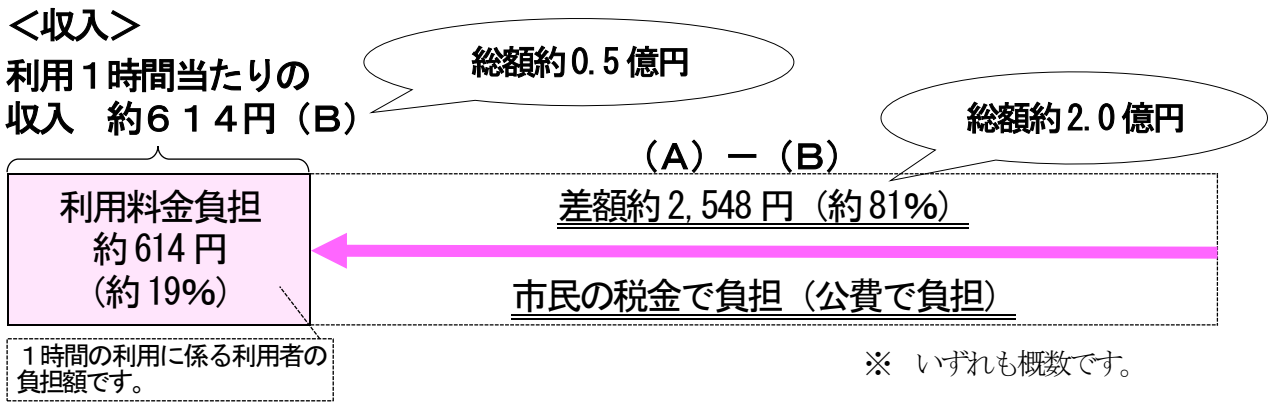 ＜収入＞
利用１時間当たりの
収入　約６１４円（Ｂ）
総額約0.5億円
総額約2.0億円
（Ａ）－（Ｂ）
利用料金負担
約614円
（約19%）
差額約2,548円（約81%）
市民の税金で負担（公費で負担）
１時間の利用に係る利用者の
負担額です。
※　いずれも概数です。